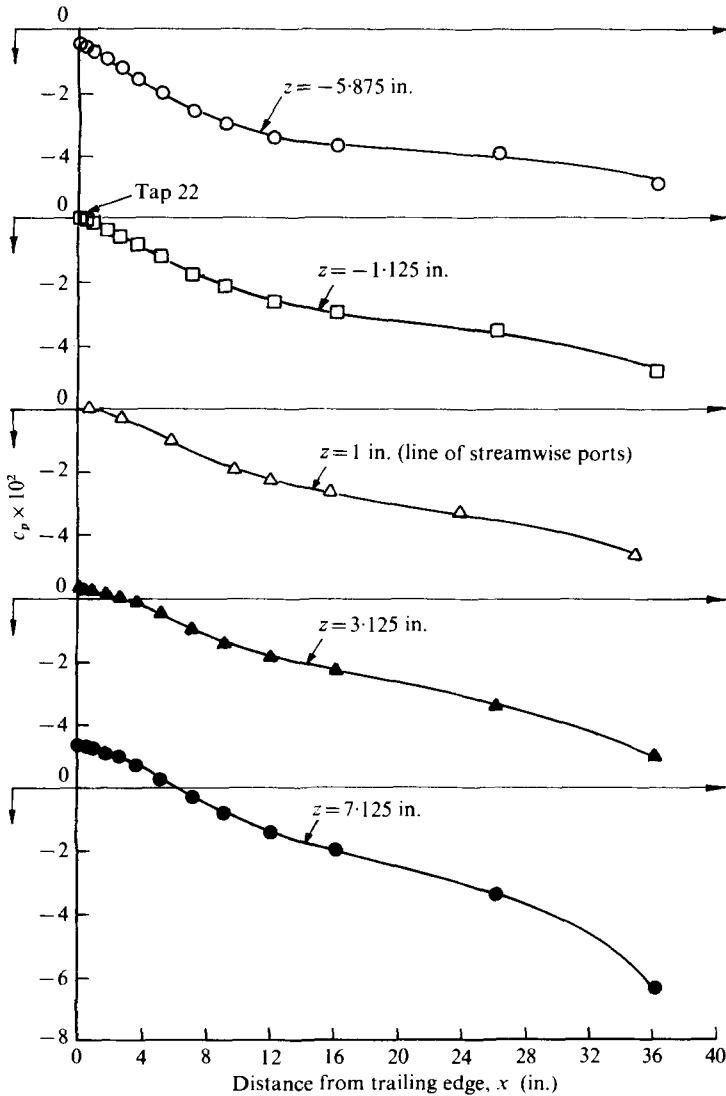 0
−2
z = −5·875 in.
−4
0
Tap 22
−2
z = −1·125 in.
−4
0
−2
z = 1 in. (line of streamwise ports)
c_p × 10²
−4
0
z = 3·125 in.
−2
−4
0
z = 7·125 in.
−2
−4
−6
−8
0 4 8 12 16 20 24 28 32 36 40
Distance from trailing edge, x (in.)